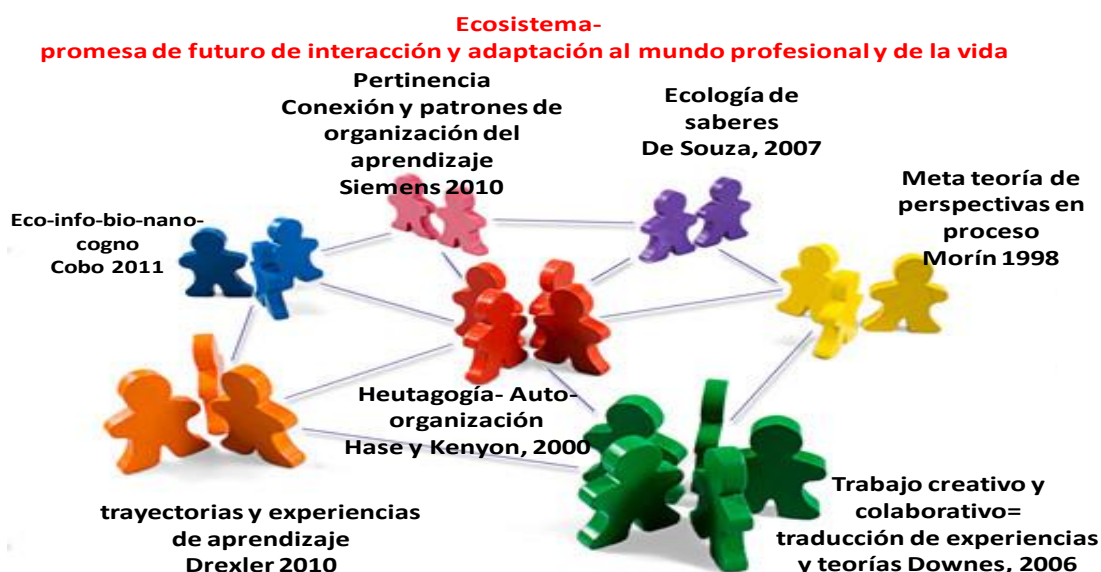 Ecosistema-
promesa de futuro de interacción y adaptación al mundo profesional y de la vida
Pertinencia
Conexión y patrones de
organización del
aprendizaje
Siemens 2010
Ecología de
saberes
De Souza, 2007
Meta teoría de
perspectivas en
proceso
Morín 1998
Eco-info-bio-nano-
cogno
Cobo 2011
Heutagogía- Auto-
organización
Hase y Kenyon, 2000
trayectorias y experiencias
de aprendizaje
Drexler 2010
Trabajo creativo y
colaborativo=
traducción de experiencias
y teorías Downes, 2006